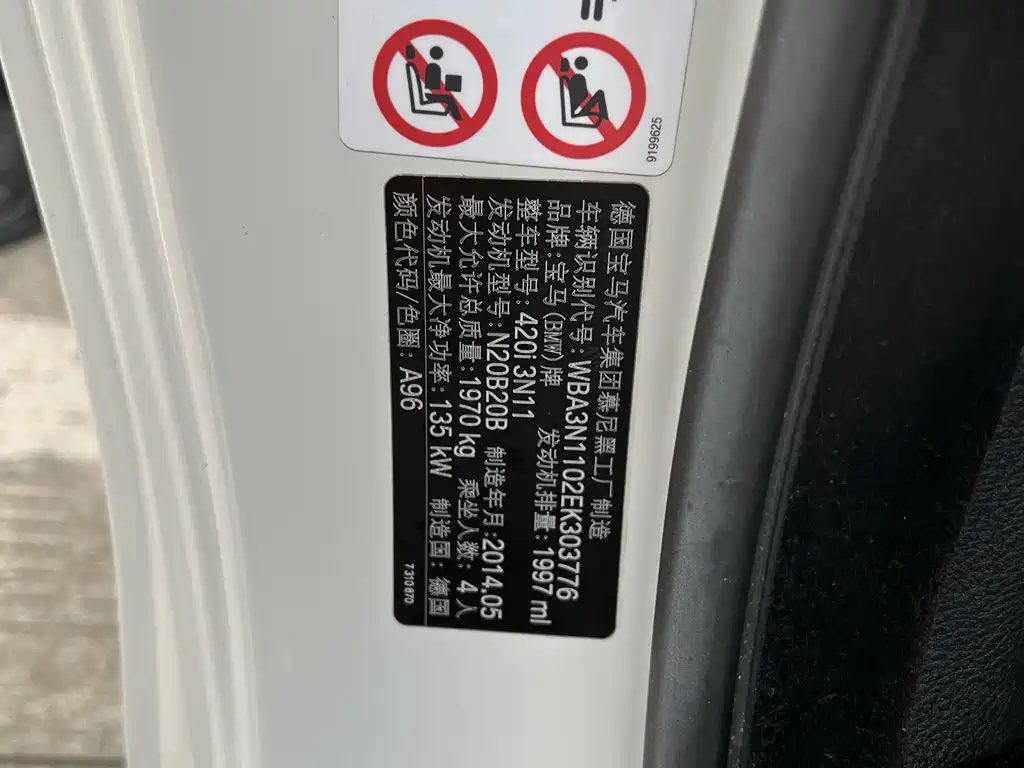 9199625
德国宝马汽车集团慕尼黑工厂制造
车辆识别代号:WBA3N1102EK303776
品牌:宝马(BMW)牌 发动机排量:1997 ml
整车型号:420i 3N11
发动机型号:N20B20B 制造年月:2014.05
最大允许总质量:1970 kg 乘坐人数: 4 人
发动机最大净功率: 135 kW 制造国: 德国
颜色代码/色圈: A96
7310670